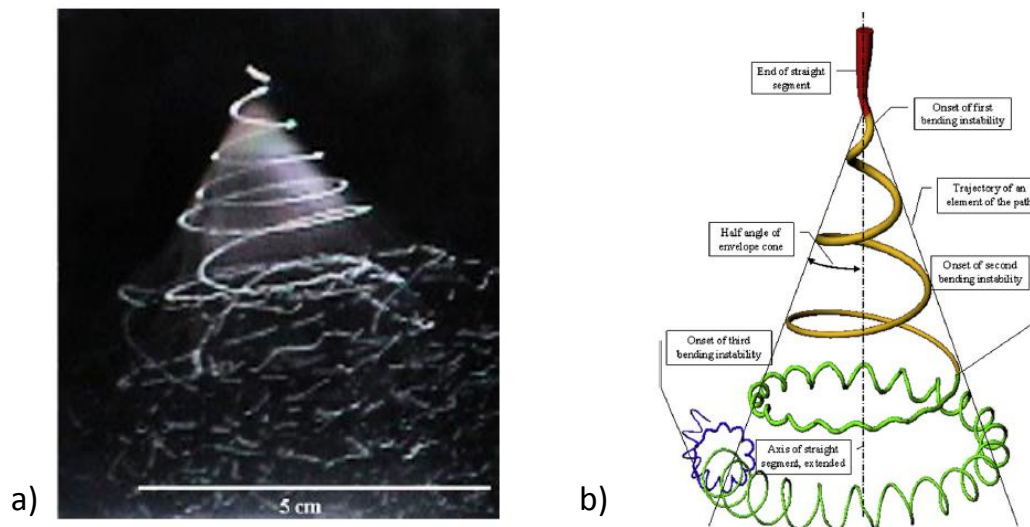 a)
5 cm
b)
End of straight
segment
Onset of first
bending instability
Trajectory of an
element of the path
Half angle of
envelope cone
Onset of second
bending instability
Onset of third
bending instability
Axis of straight
segment, extended